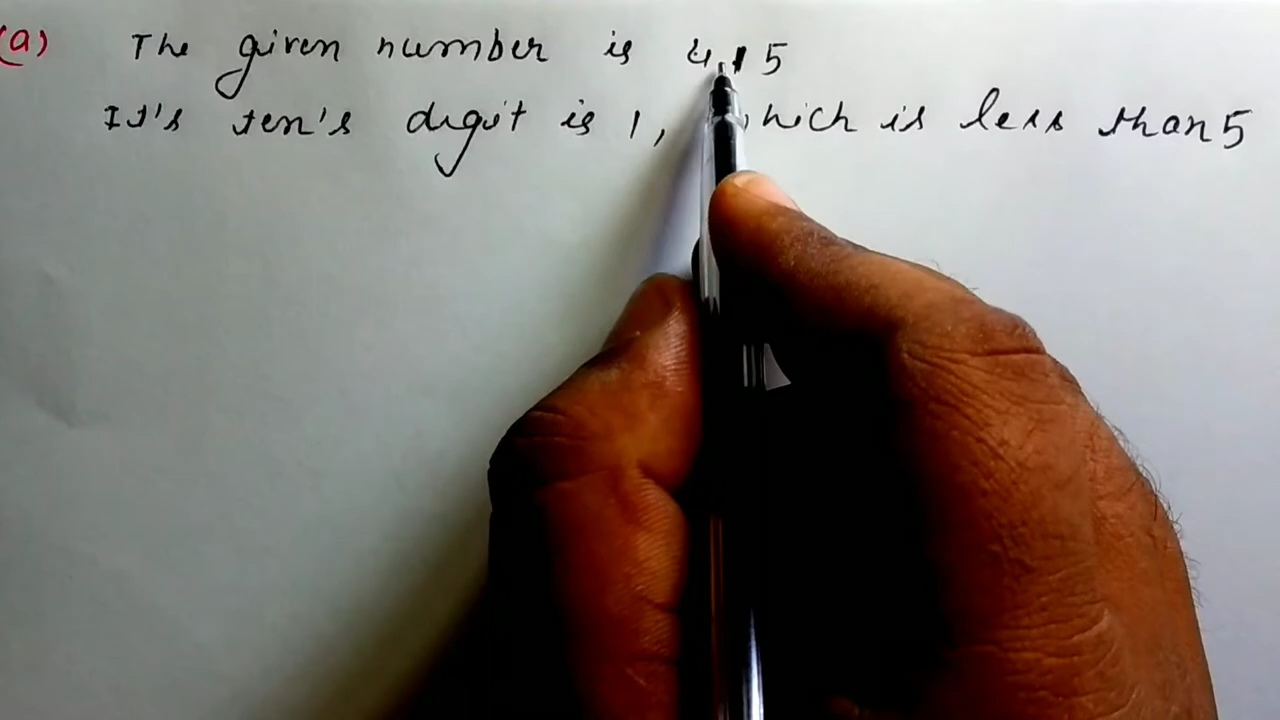 (a) The given number is 415
It's ten's digit is 1, which is less than 5